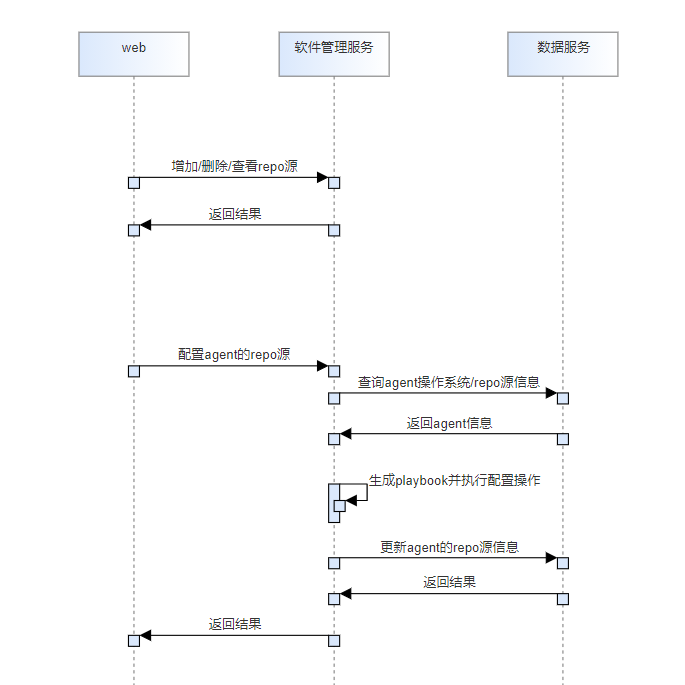 web
软件管理服务
数据服务
增加/删除/查看repo源
返回结果
配置agent的repo源
查询agent操作系统/repo源信息
返回agent信息
生成playbook并执行配置操作
更新agent的repo源信息
返回结果
返回结果